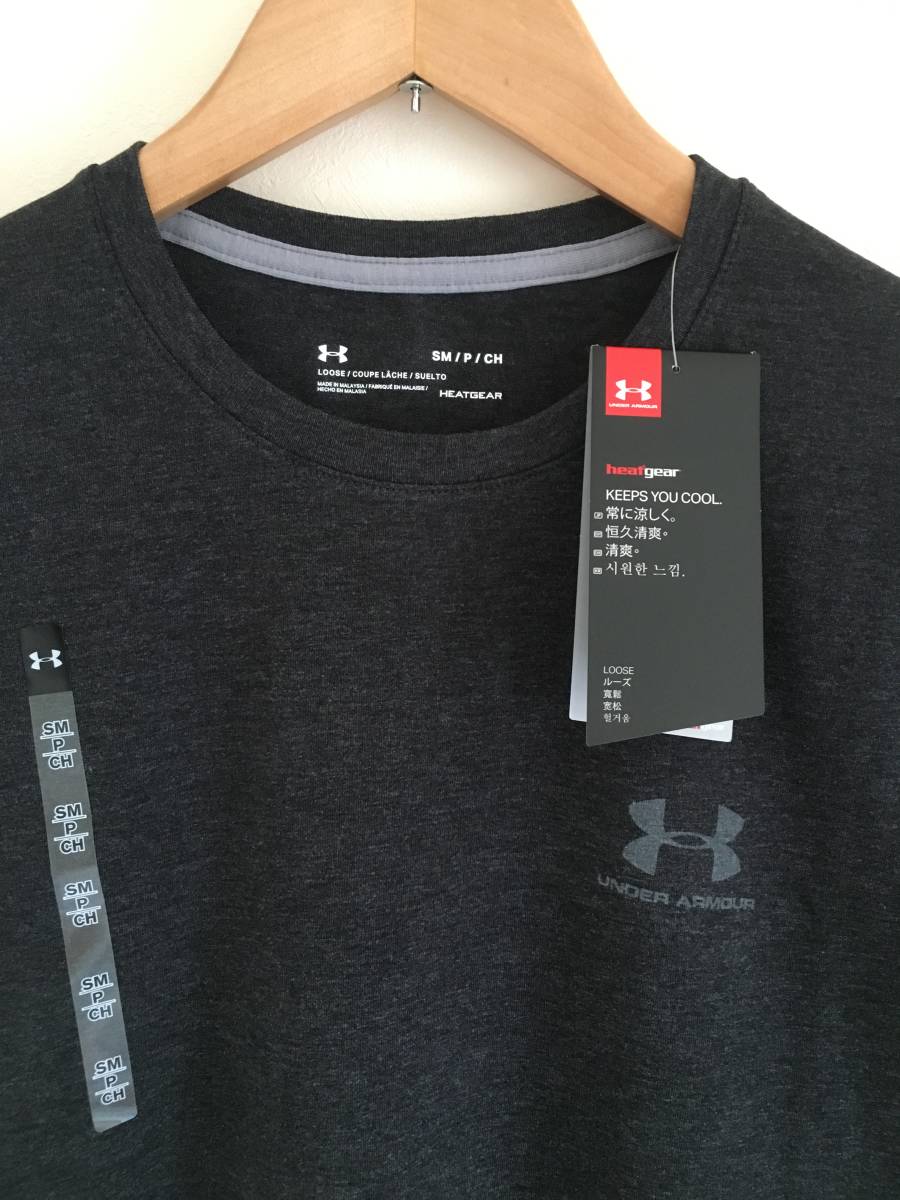 SM / P / CH
LOOSE / COUPE LÂCHE / SUELTO
MADE IN MALAYSIA / FABRIQUÉ EN MALAISIE /
HECHO EN MALASIA
HEATGEAR
UNDER ARMOUR
heatgear
KEEPS YOU COOL.
常に涼しく。
恒久清爽。
清爽。
시원한 느낌.
LOOSE
ルーズ
寬鬆
宽松
헐거움
UNDER ARMOUR
SM
P
CH
SM
P
CH
SM
P
CH
SM
P
CH
SM
P
CH